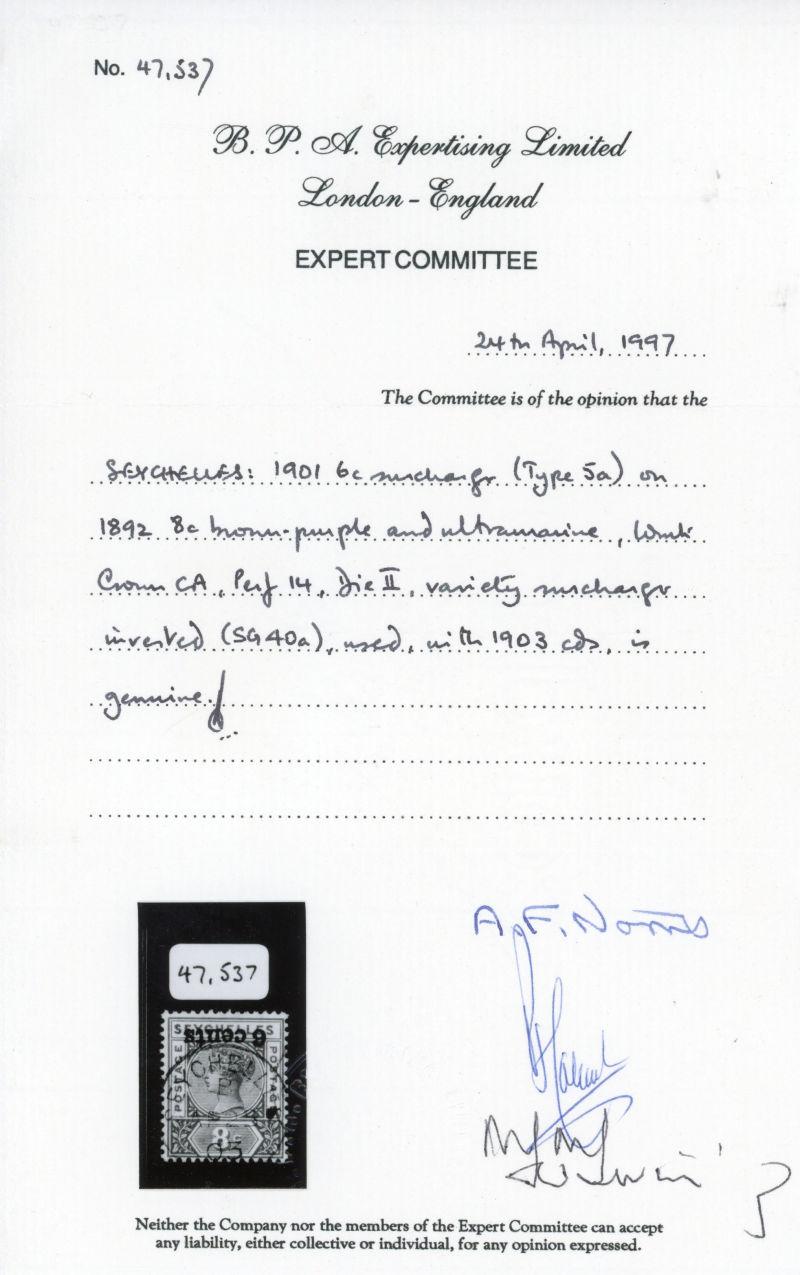 No. 47,537
B. P. A. Expertising Limited
London - England
EXPERT COMMITTEE
24th April, 1997
The Committee is of the opinion that the
SEYCHELLES: 1901 6c surcharge (Type 5a) on
1892 8c brown-purple and ultramarine, Wmk
Crown CA, Perf 14, Die II, variety surcharge
inverted (SG40a), used, with 1903 cds, is
genuine.
A.F. Norris
47,537
SEYCHELLES
6 cents
POSTAGE
POSTAGE
8c
Neither the Company nor the members of the Expert Committee can accept
any liability, either collective or individual, for any opinion expressed.